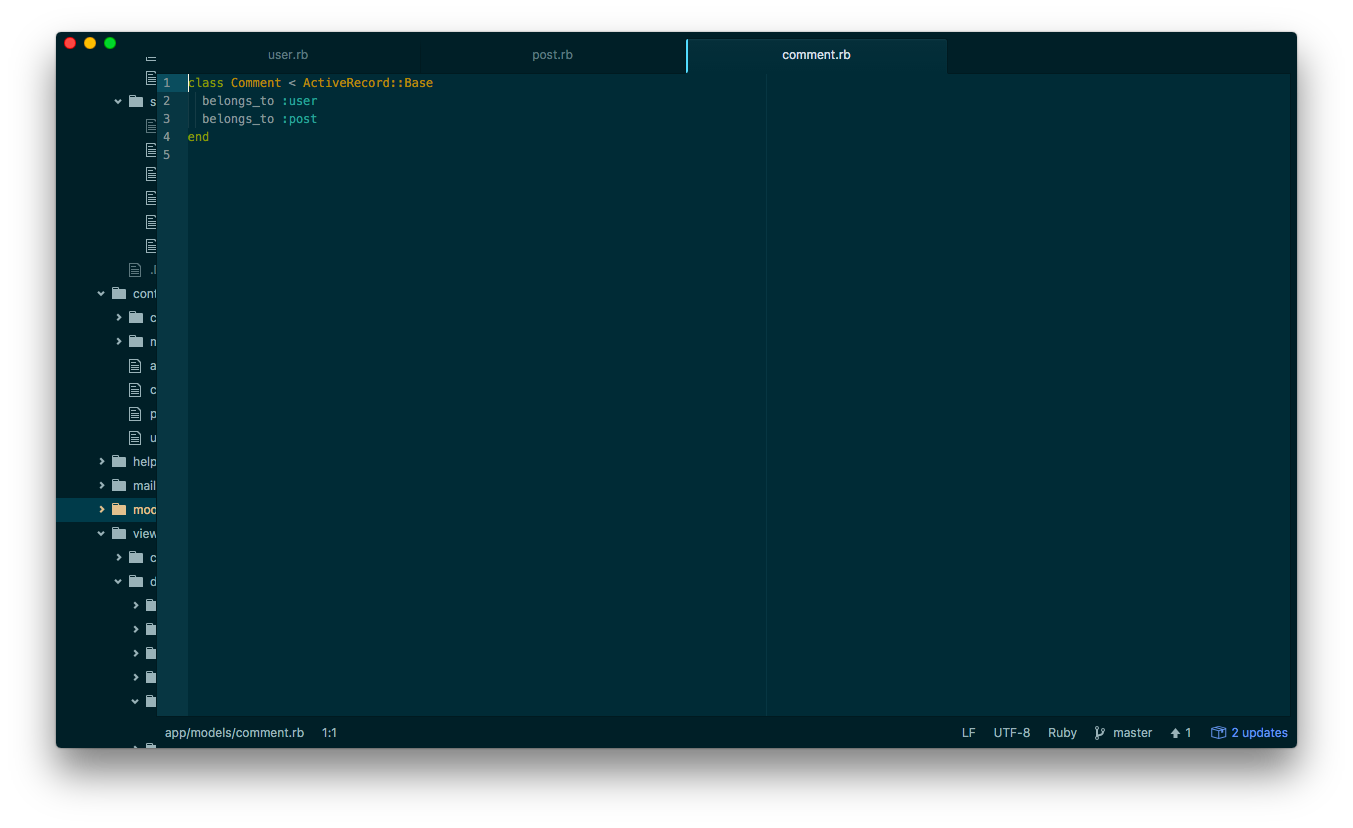 user.rb
post.rb
comment.rb
1 class Comment < ActiveRecord::Base
2 belongs_to :user
3 belongs_to :post
4 end
5
s
cont
c
m
a
c
p
u
help
mail
view
c
d
app/models/comment.rb 1:1 LF UTF-8 Ruby master 1 2 updates